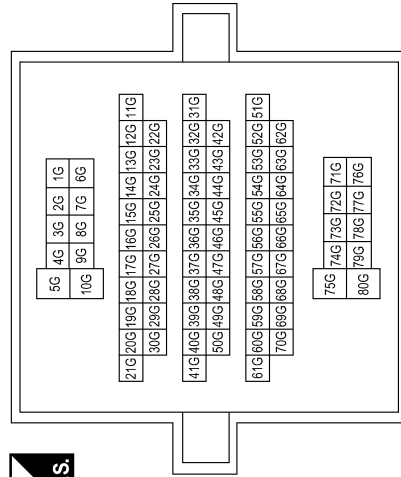 5G 4G 3G 2G 1G
10G 9G 8G 7G 6G
21G 20G 19G 18G 17G 16G 15G 14G 13G 12G 11G
30G 29G 28G 27G 26G 25G 24G 23G 22G
41G 40G 39G 38G 37G 36G 35G 34G 33G 32G 31G
50G 49G 48G 47G 46G 45G 44G 43G 42G
61G 60G 59G 58G 57G 56G 55G 54G 53G 52G 51G
70G 69G 68G 67G 66G 65G 64G 63G 62G
75G 74G 73G 72G 71G
80G 79G 78G 77G 76G
S.